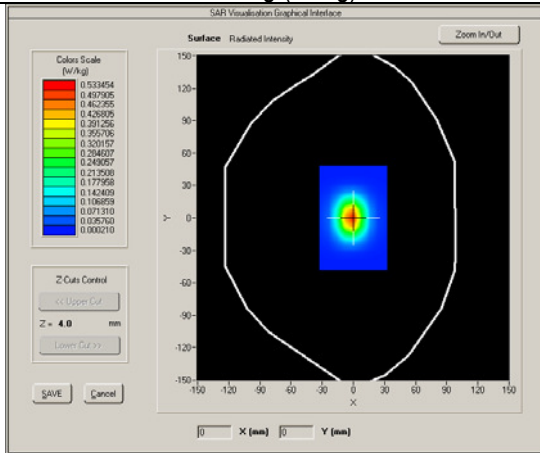 SAR Visualisation Graphical Interface
Surface Radiated Intensity
Zoom In/Out
Colors Scale
(W/kg)
0.533454
0.497905
0.462355
0.426805
0.391256
0.355706
0.320157
0.284607
0.249057
0.213508
0.177958
0.142409
0.106859
0.071310
0.035760
0.000210
150
120
90
60
30
0
-30
-60
-90
-120
-150
Y
-150 -120 -90 -60 -30 0 30 60 90 120 150
X
Z-Cuts Control
<< Upper Cut
Z = 4.0 mm
Lower Cut >>
SAVE Cancel
0 X (mm) 0 Y (mm)